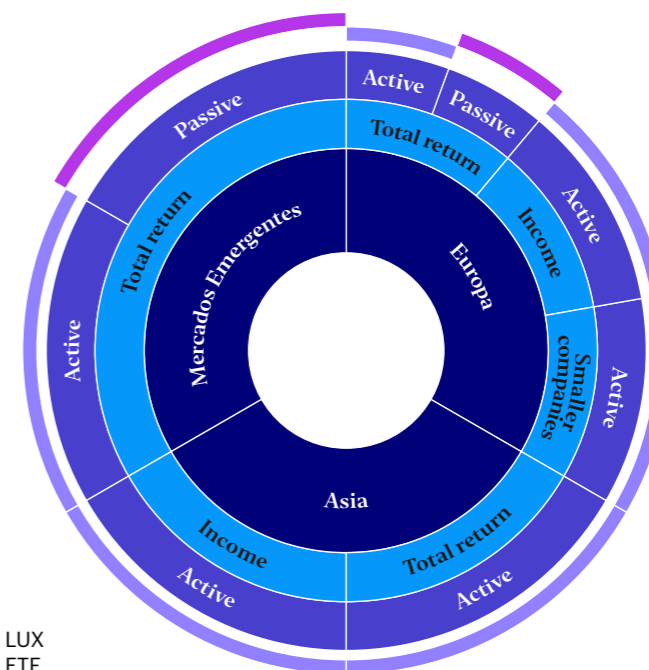 Active
Passive
Total return
Europa
Income
Active
Smaller
companies
Active
Total return
Active
Asia
Income
Active
Mercados Emergentes
Total return
Active
Passive
LUX
ETF